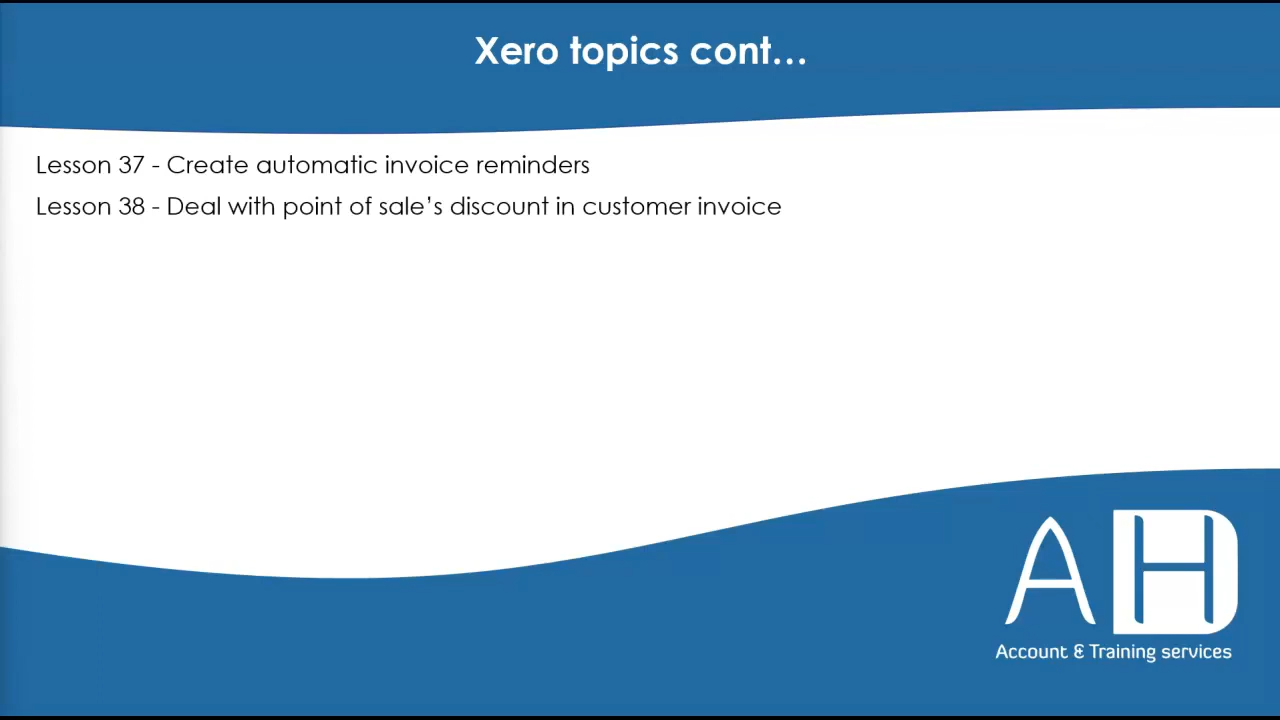 Xero topics cont...
Lesson 37 - Create automatic invoice reminders
Lesson 38 - Deal with point of sale’s discount in customer invoice
AHD
Account & Training services